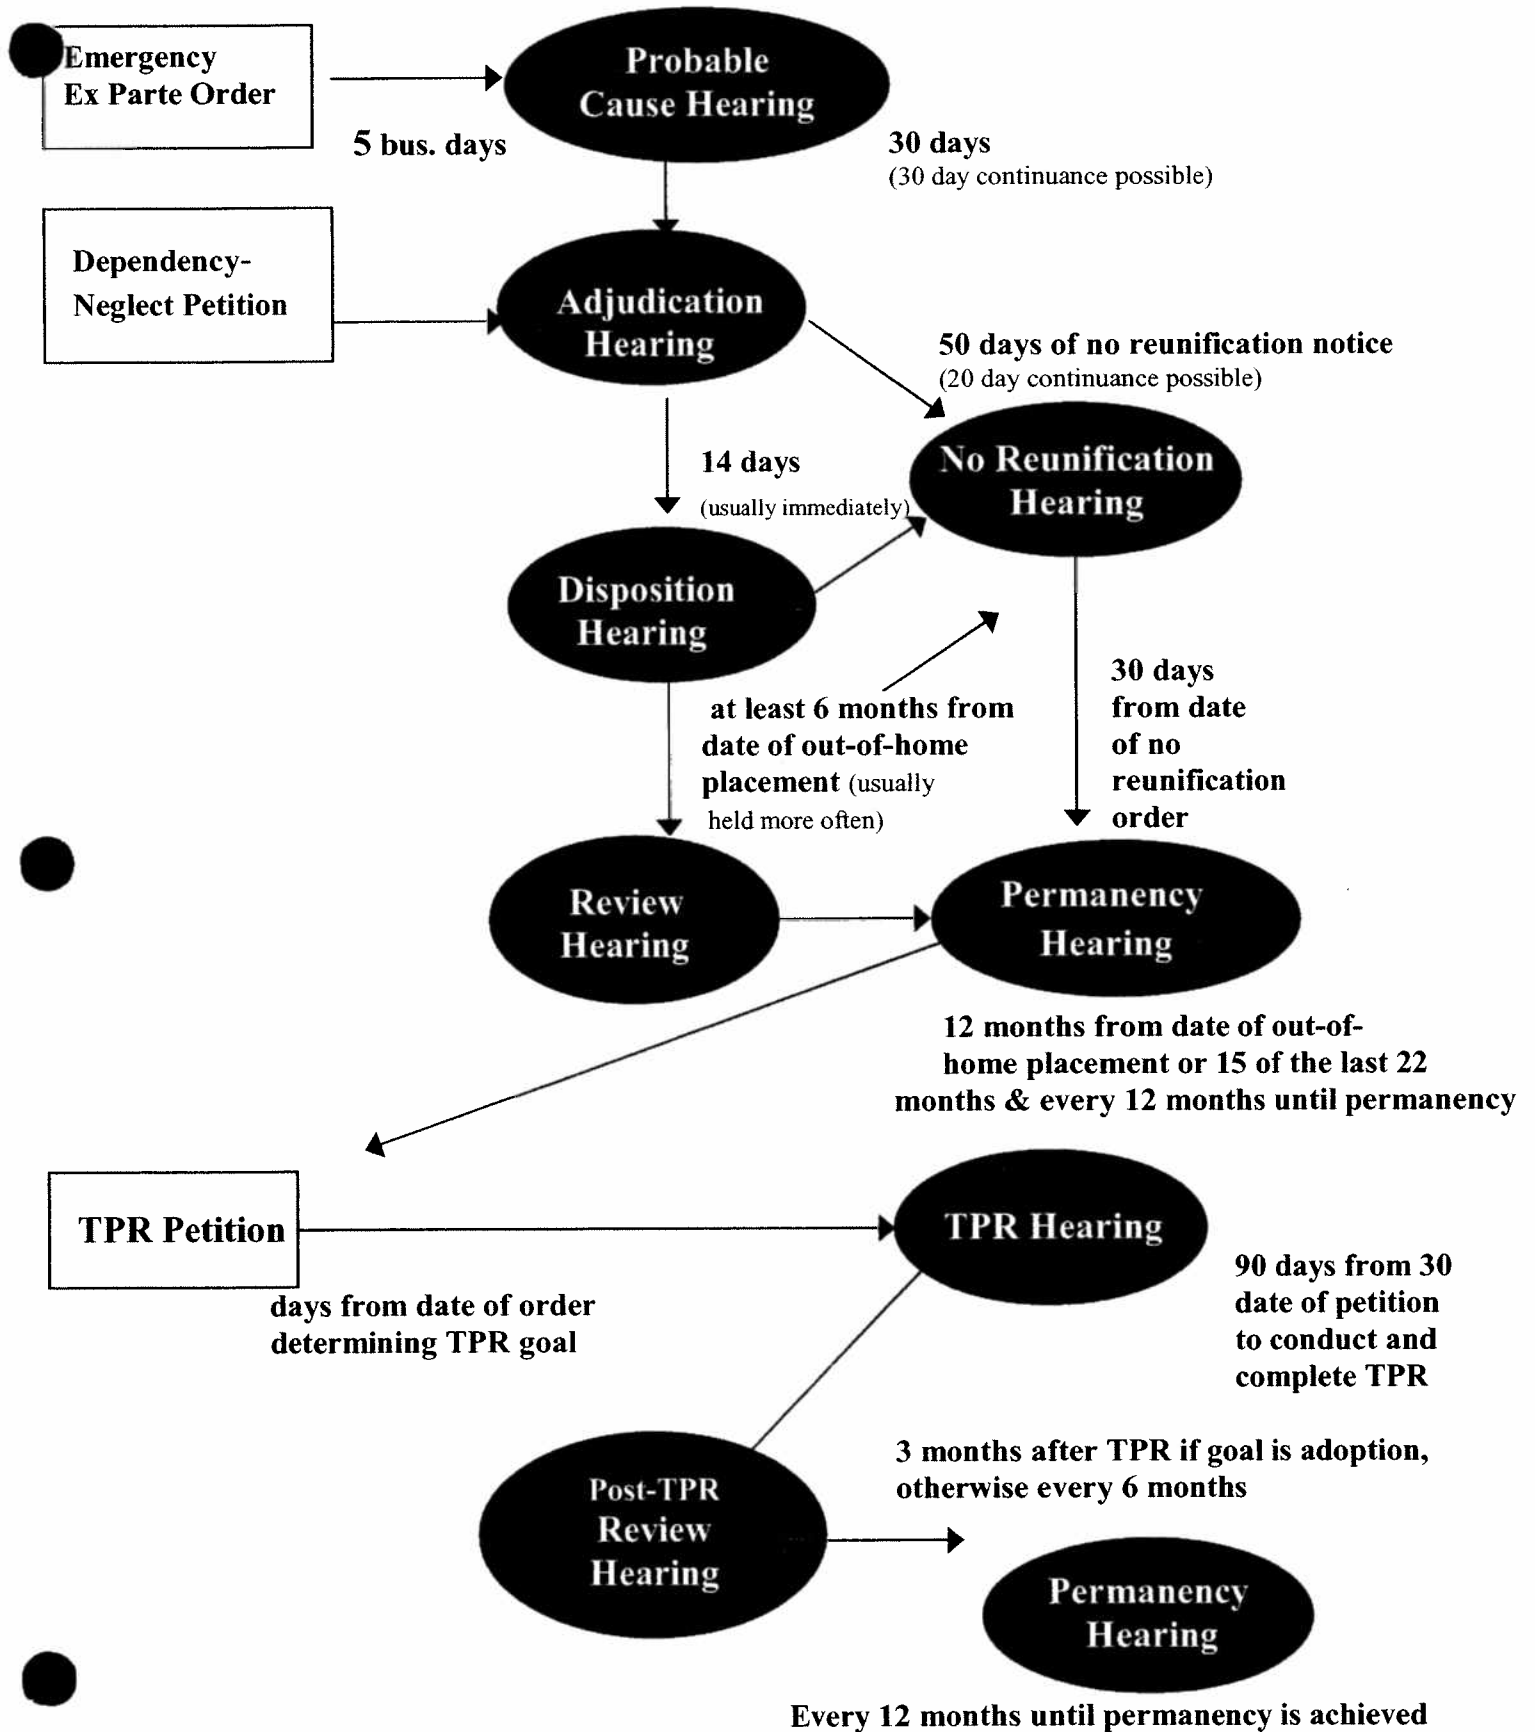 Emergency
Ex Parte Order
Probable
Cause Hearing
5 bus. days
30 days
(30 day continuance possible)
Dependency-
Neglect Petition
Adjudication
Hearing
50 days of no reunification notice
(20 day continuance possible)
14 days
(usually immediately)
No Reunification
Hearing
Disposition
Hearing
at least 6 months from
date of out-of-home
placement (usually
held more often)
30 days
from date
of no
reunification
order
Review
Hearing
Permanency
Hearing
12 months from date of out-of-
home placement or 15 of the last 22
months & every 12 months until permanency
TPR Petition
TPR Hearing
days from date of order
determining TPR goal
90 days from 30
date of petition
to conduct and
complete TPR
3 months after TPR if goal is adoption,
otherwise every 6 months
Post-TPR
Review
Hearing
Permanency
Hearing
Every 12 months until permanency is achieved